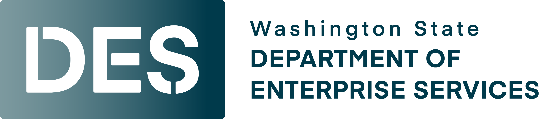 DES
Washington State
DEPARTMENT OF
ENTERPRISE SERVICES